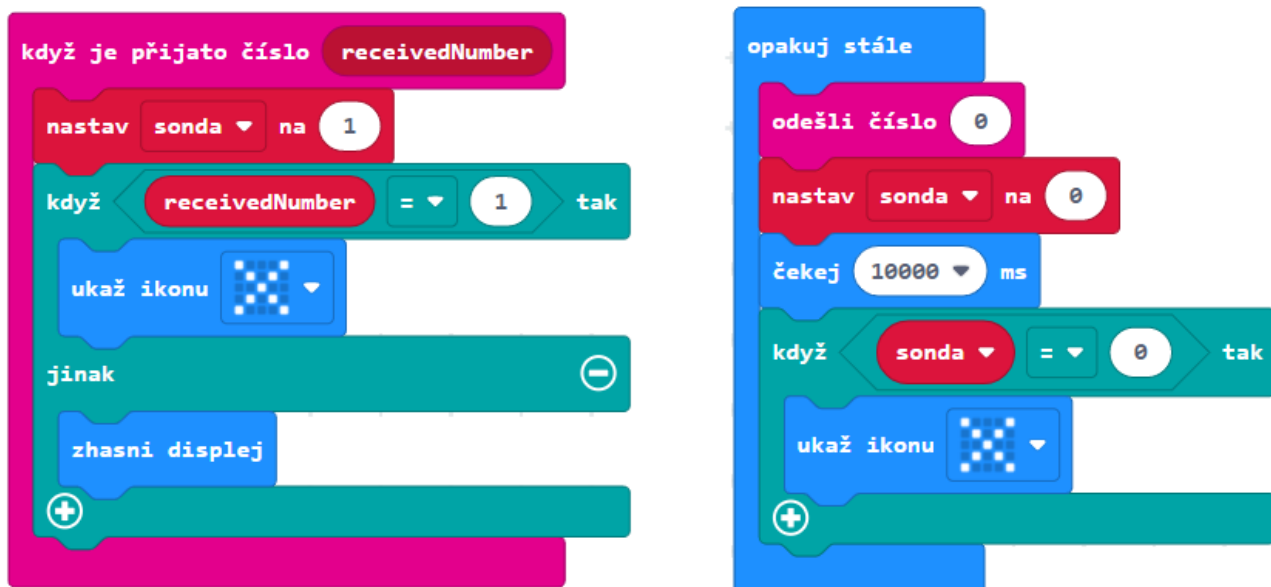 když je přijato číslo receivedNumber
nastav sonda na 1
když receivedNumber = 1 tak
ukaž ikonu
jinak
zhasni displej
opakuj stále
odešli číslo 0
nastav sonda na 0
čekej 10000 ms
když sonda = 0 tak
ukaž ikonu